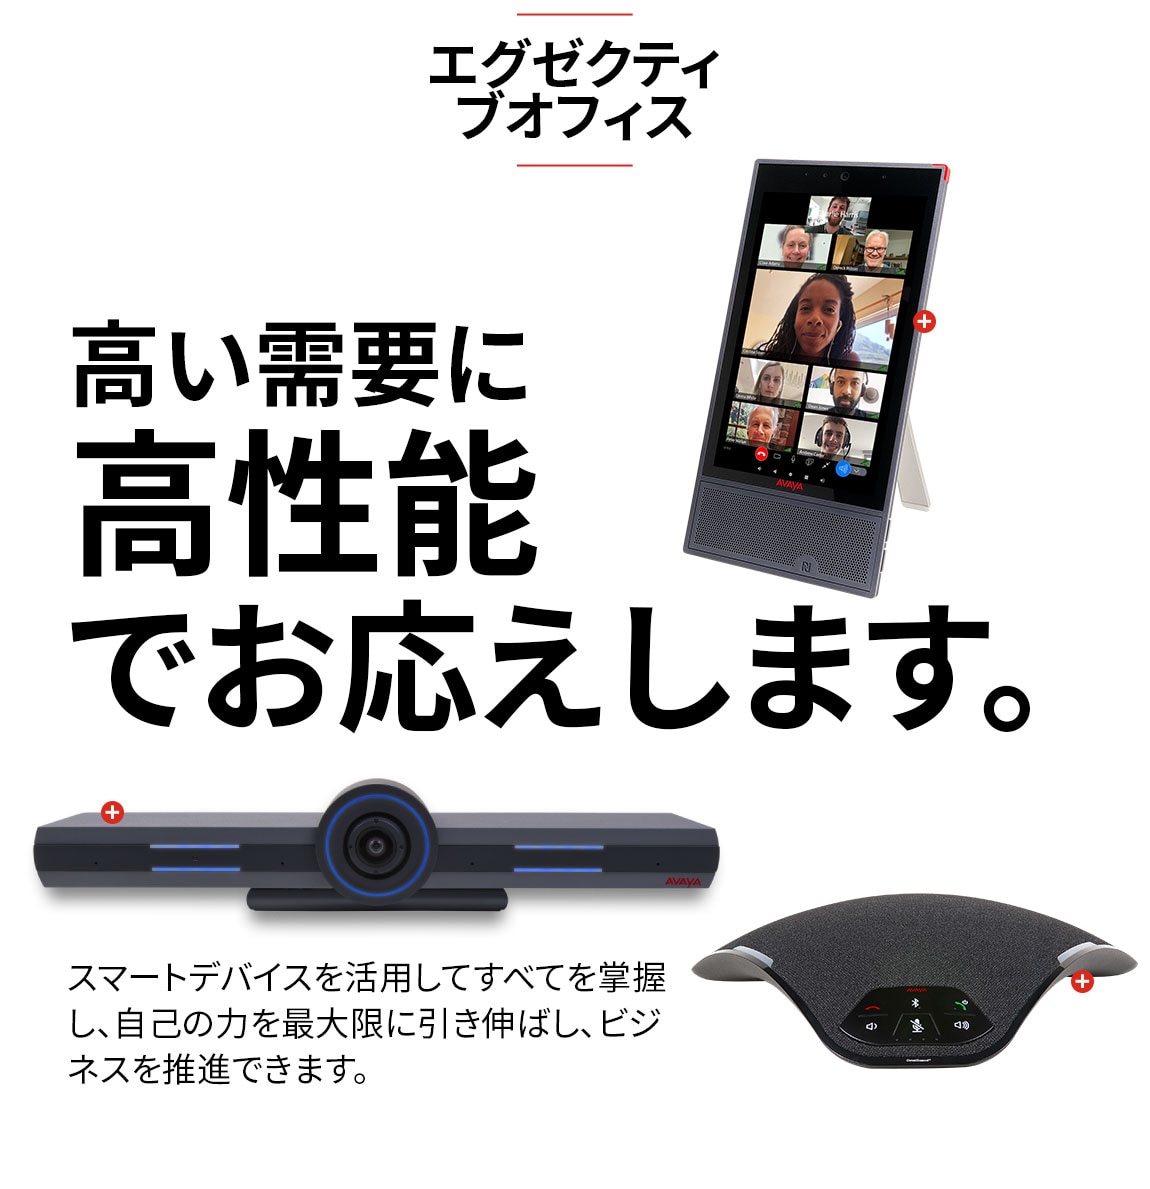 エグゼクティ
ブオフィス
高い需要に
高性能
でお応えします。
AVAYA
AVAYA
AVAYA
スマートデバイスを活用してすべてを掌握
し、自己の力を最大限に引き伸ばし、ビジ
ネスを推進できます。